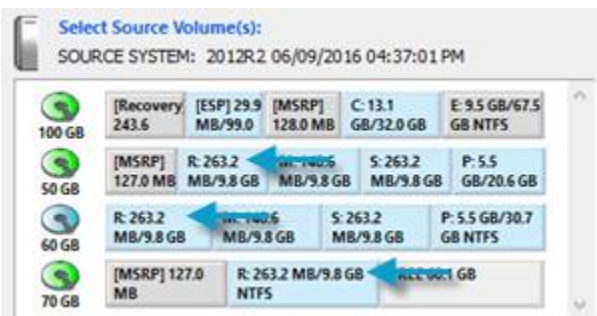 Select Source Volume(s):
SOURCE SYSTEM: 2012R2 06/09/2016 04:37:01 PM
[Recovery] [ESP] 29.9 [MSRP] C: 13.1 E: 9.5 GB/67.5
243.6 MB/99.0 128.0 MB GB/32.0 GB GB NTFS
100 GB
[MSRP] R: 263.2 S: 263.2 P: 5.5
127.0 MB MB/9.8 GB MB/9.8 GB MB/9.8 GB GB/20.6 GB
50 GB
R: 263.2 S: 263.2 P: 5.5 GB/30.7
MB/9.8 GB MB/9.8 GB MB/9.8 GB GB NTFS
60 GB
[MSRP] 127.0 R: 263.2 MB/9.8 GB GB
MB NTFS
70 GB